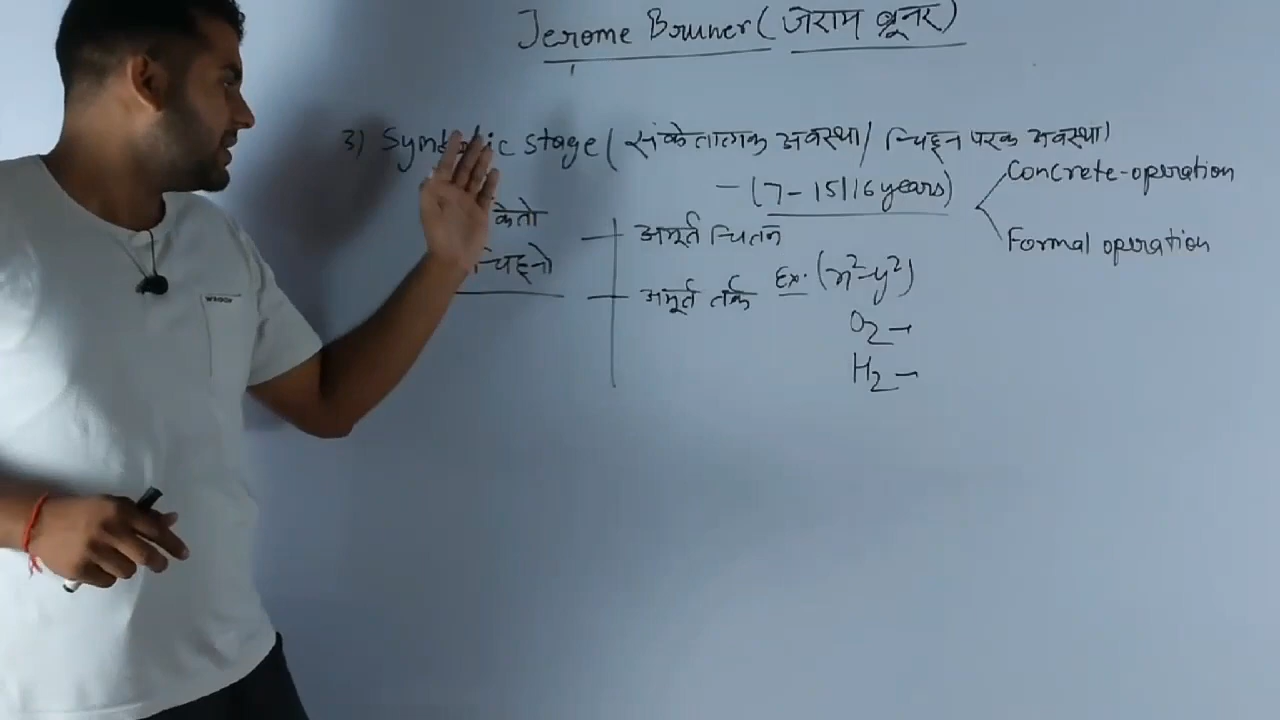 Jerome Bruner (जेराम ब्रूनर)
3) Symbolic Stage (संकेतात्मक अवस्था / चिह्न परक अवस्था)
- (7-15/16 years)
Concrete-operation
Formal operation
अमूर्त चिंतन
अमूर्त तर्क Ex. (x²-y²)
चिह्नो
O2 -
H2 -